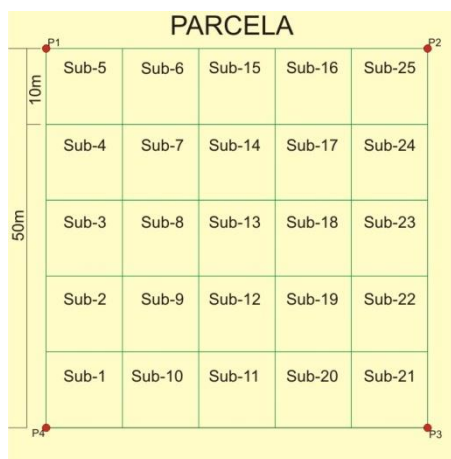 PARCELA
P1 P2
10m Sub-5 Sub-6 Sub-15 Sub-16 Sub-25
Sub-4 Sub-7 Sub-14 Sub-17 Sub-24
50m Sub-3 Sub-8 Sub-13 Sub-18 Sub-23
Sub-2 Sub-9 Sub-12 Sub-19 Sub-22
Sub-1 Sub-10 Sub-11 Sub-20 Sub-21
P4 P3